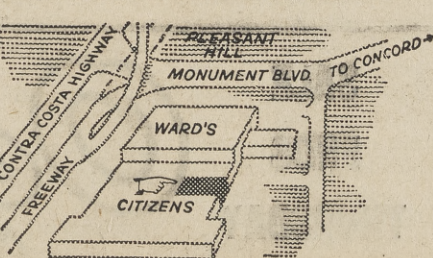 PLEASANT
HILL
CONTRA COSTA HIGHWAY
MONUMENT BLVD.
TO CONCORD
WARD'S
FREEWAY
CITIZENS